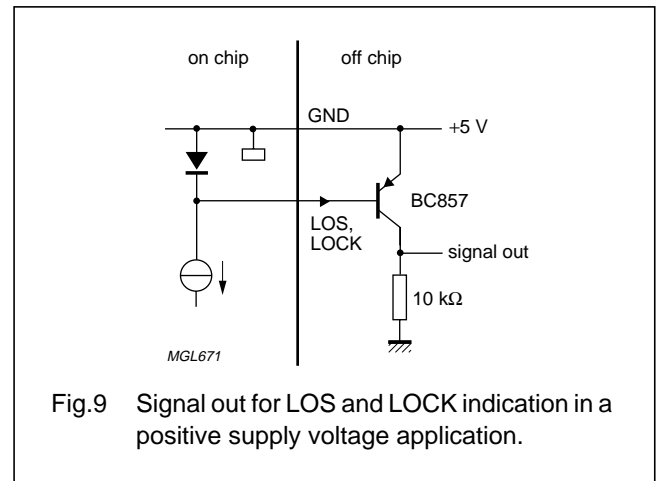 on chip
off chip
GND
+5 V
BC857
LOS,
LOCK
signal out
10 kΩ
MGL671
Fig.9 Signal out for LOS and LOCK indication in a
positive supply voltage application.